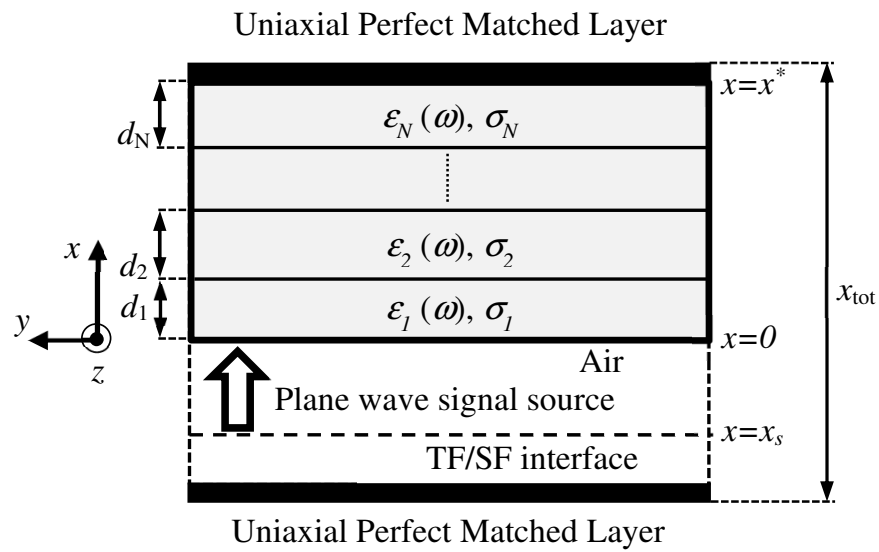 Uniaxial Perfect Matched Layer
x=x*
εN (ω), σN
dN
x
d2
ε2 (ω), σ2
xtot
d1
ε1 (ω), σ1
y
x=0
z
Air
Plane wave signal source
x=xs
TF/SF interface
Uniaxial Perfect Matched Layer